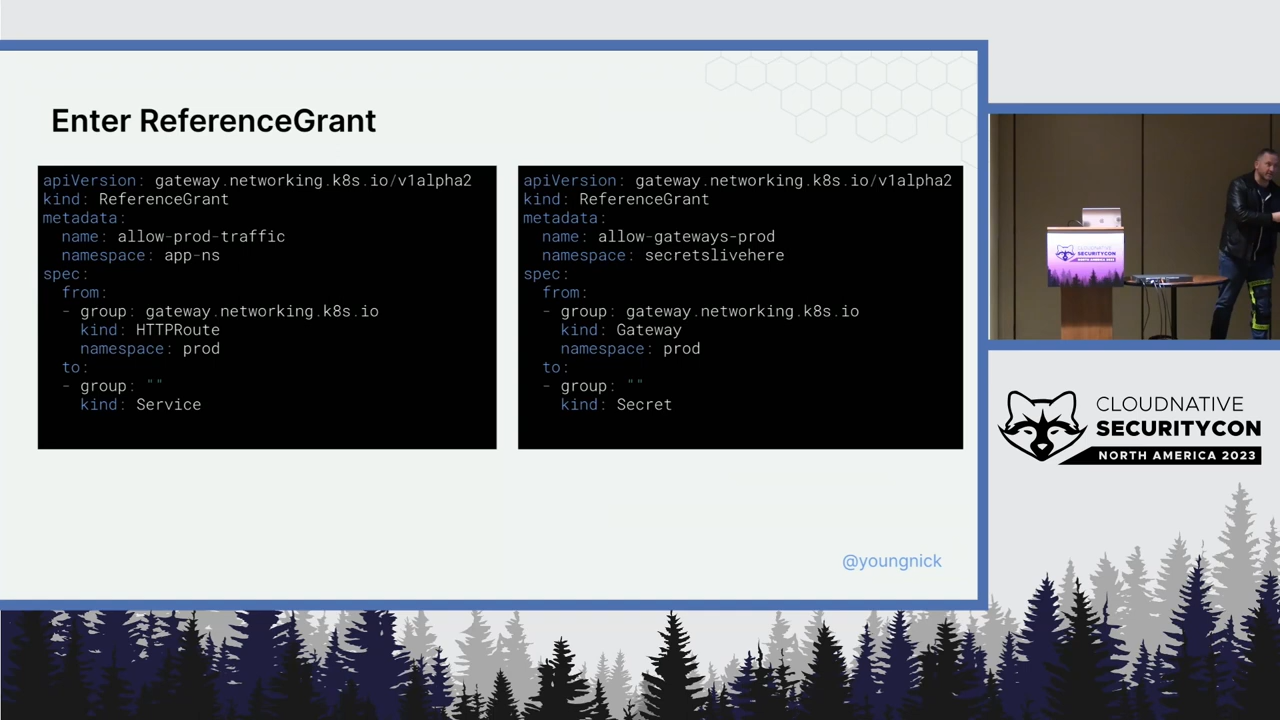 Enter ReferenceGrant
apiVersion: gateway.networking.k8s.io/v1alpha2
kind: ReferenceGrant
metadata:
  name: allow-prod-traffic
  namespace: app-ns
spec:
  from:
  - group: gateway.networking.k8s.io
    kind: HTTPRoute
    namespace: prod
  to:
  - group: ""
    kind: Service
apiVersion: gateway.networking.k8s.io/v1alpha2
kind: ReferenceGrant
metadata:
  name: allow-gateways-prod
  namespace: secretslivehere
spec:
  from:
  - group: gateway.networking.k8s.io
    kind: Gateway
    namespace: prod
  to:
  - group: ""
    kind: Secret
@youngnick
CLOUDNATIVE
SECURITYCON
CLOUDNATIVE
SECURITYCON
NORTH AMERICA 2023